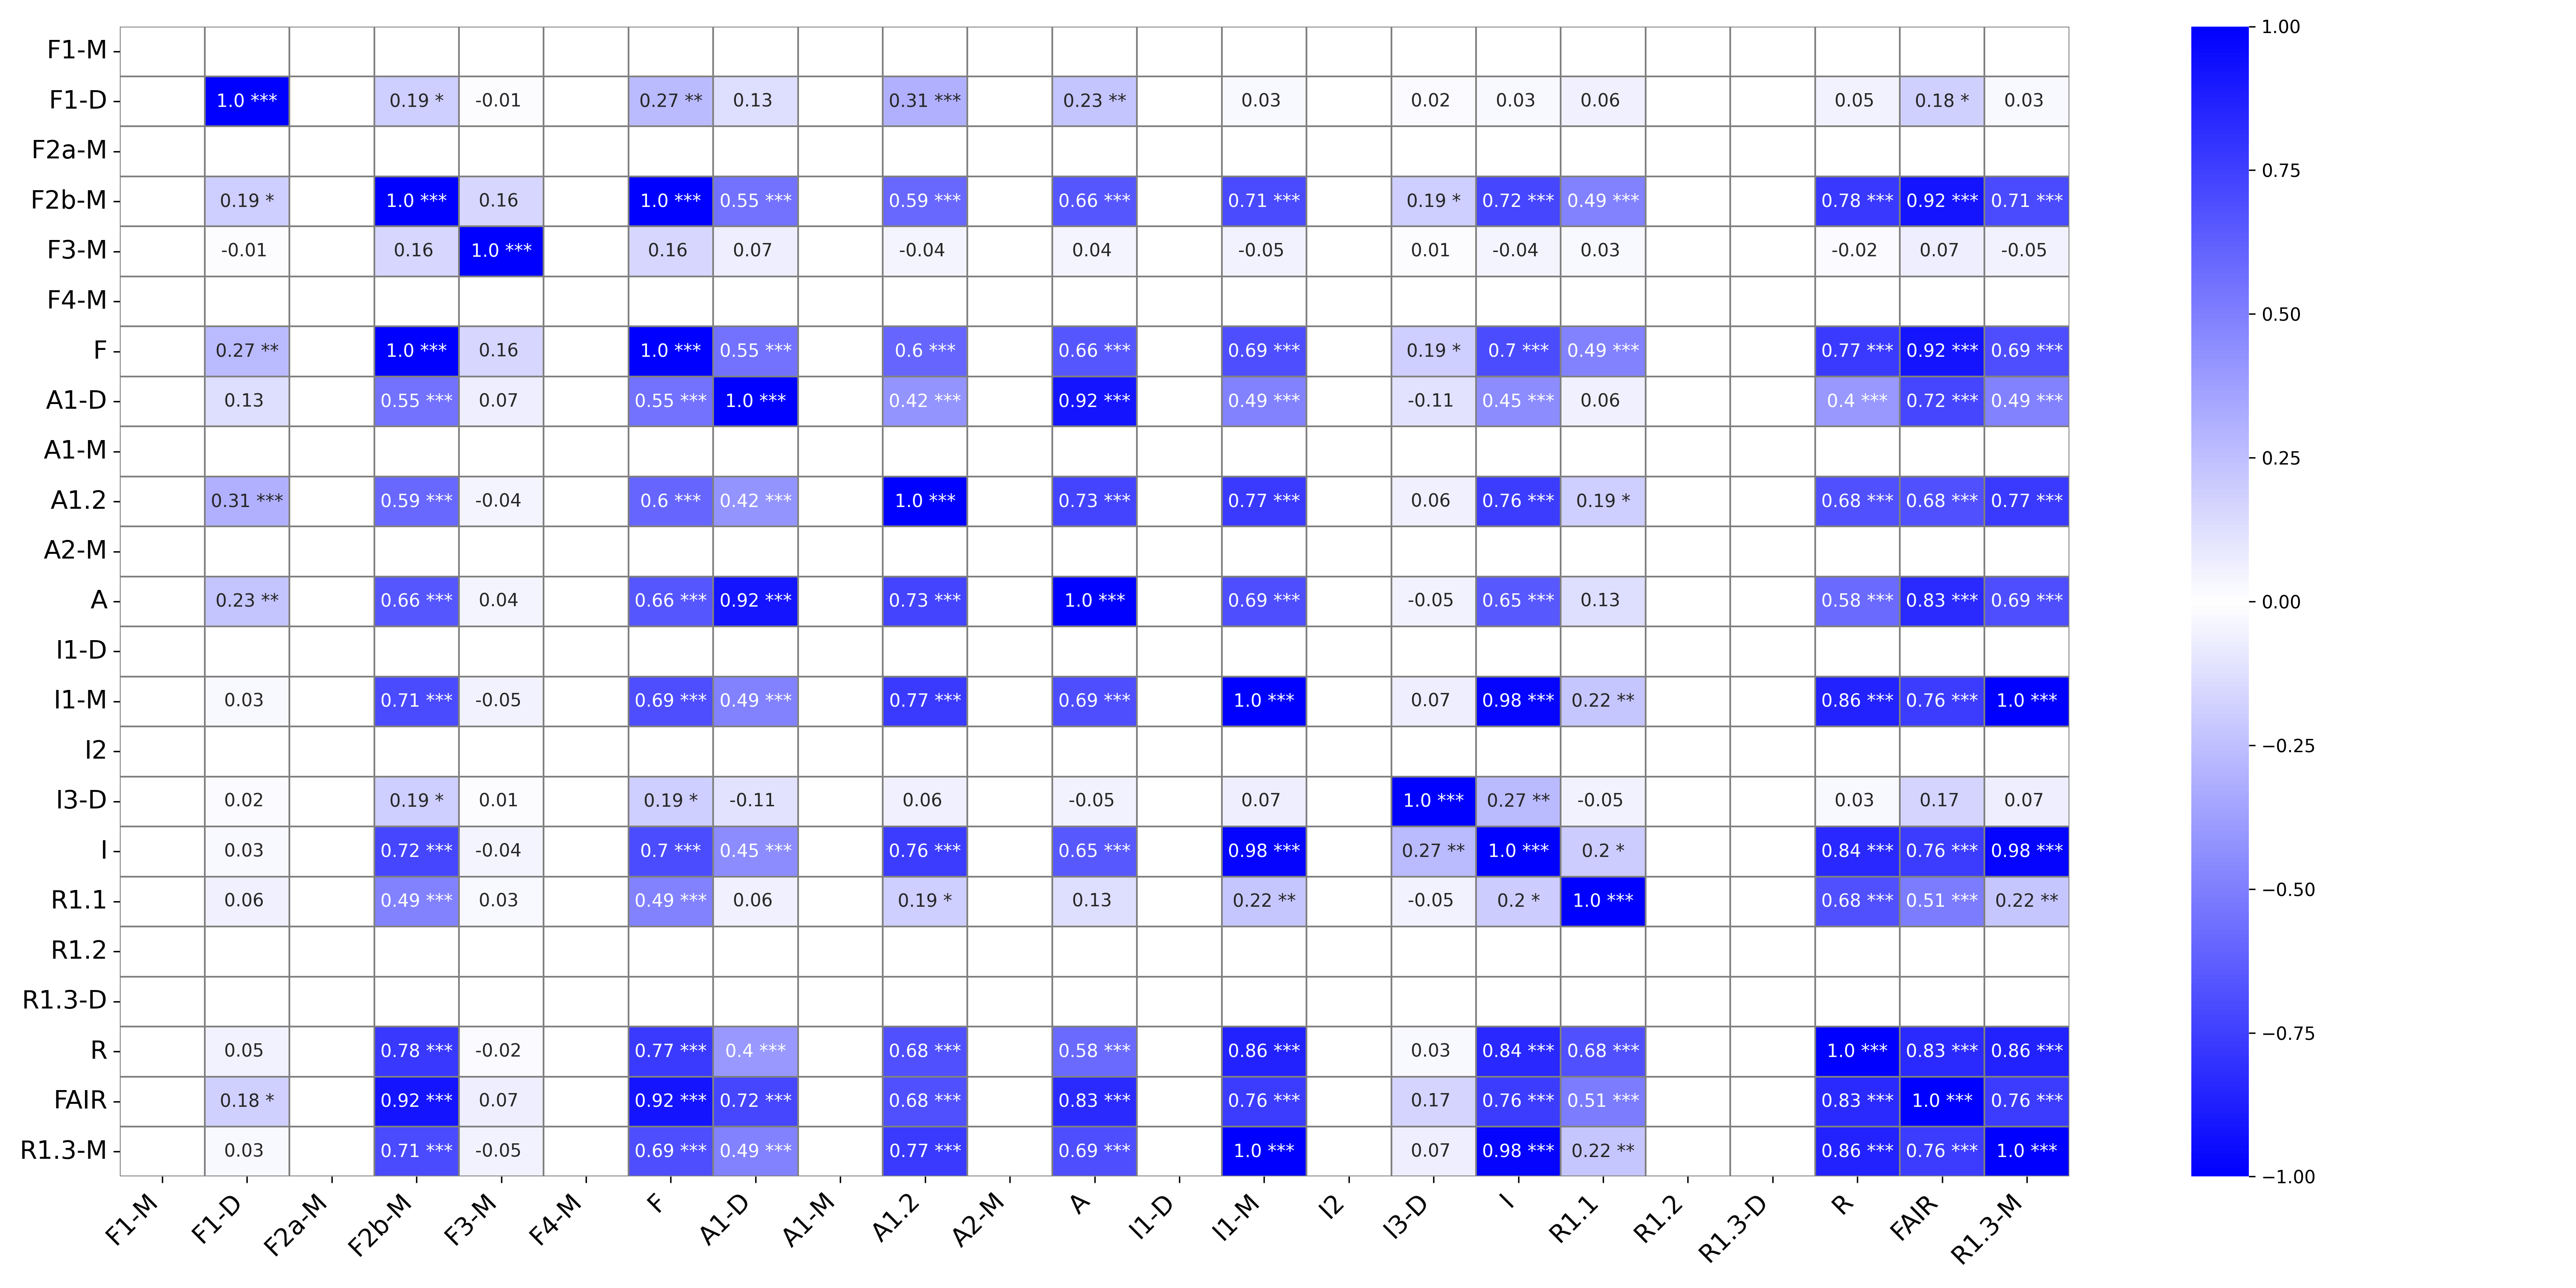 F1-M
F1-D 1.0 *** 0.19 * -0.01 0.27 ** 0.13 0.31 *** 0.23 ** 0.03 0.02 0.03 0.06 0.05 0.18 * 0.03
F2a-M
F2b-M 0.19 * 1.0 *** 0.16 1.0 *** 0.55 *** 0.59 *** 0.66 *** 0.71 *** 0.19 * 0.72 *** 0.49 *** 0.78 *** 0.92 *** 0.71 ***
F3-M -0.01 0.16 1.0 *** 0.16 0.07 -0.04 0.04 -0.05 0.01 -0.04 0.03 -0.02 0.07 -0.05
F4-M
F 0.27 ** 1.0 *** 0.16 1.0 *** 0.55 *** 0.6 *** 0.66 *** 0.69 *** 0.19 * 0.7 *** 0.49 *** 0.77 *** 0.92 *** 0.69 ***
A1-D 0.13 0.55 *** 0.07 0.55 *** 1.0 *** 0.42 *** 0.92 *** 0.49 *** -0.11 0.45 *** 0.06 0.4 *** 0.72 *** 0.49 ***
A1-M
A1.2 0.31 *** 0.59 *** -0.04 0.6 *** 0.42 *** 1.0 *** 0.73 *** 0.77 *** 0.06 0.76 *** 0.19 * 0.68 *** 0.68 *** 0.77 ***
A2-M
A 0.23 ** 0.66 *** 0.04 0.66 *** 0.92 *** 0.73 *** 1.0 *** 0.69 *** -0.05 0.65 *** 0.13 0.58 *** 0.83 *** 0.69 ***
I1-D
I1-M 0.03 0.71 *** -0.05 0.69 *** 0.49 *** 0.77 *** 0.69 *** 1.0 *** 0.07 0.98 *** 0.22 ** 0.86 *** 0.76 *** 1.0 ***
I2
I3-D 0.02 0.19 * 0.01 0.19 * -0.11 0.06 -0.05 0.07 1.0 *** 0.27 ** -0.05 0.03 0.17 0.07
I 0.03 0.72 *** -0.04 0.7 *** 0.45 *** 0.76 *** 0.65 *** 0.98 *** 0.27 ** 1.0 *** 0.2 * 0.84 *** 0.76 *** 0.98 ***
R1.1 0.06 0.49 *** 0.03 0.49 *** 0.06 0.19 * 0.13 0.22 ** -0.05 0.2 * 1.0 *** 0.68 *** 0.51 *** 0.22 **
R1.2
R1.3-D
R 0.05 0.78 *** -0.02 0.77 *** 0.4 *** 0.68 *** 0.58 *** 0.86 *** 0.03 0.84 *** 0.68 *** 1.0 *** 0.83 *** 0.86 ***
FAIR 0.18 * 0.92 *** 0.07 0.92 *** 0.72 *** 0.68 *** 0.83 *** 0.76 *** 0.17 0.76 *** 0.51 *** 0.83 *** 1.0 *** 0.76 ***
R1.3-M 0.03 0.71 *** -0.05 0.69 *** 0.49 *** 0.77 *** 0.69 *** 1.0 *** 0.07 0.98 *** 0.22 ** 0.86 *** 0.76 *** 1.0 ***
F1-M F1-D F2a-M F2b-M F3-M F4-M F A1-D A1-M A1.2 A2-M A I1-D I1-M I2 I3-D I R1.1 R1.2 R1.3-D R FAIR R1.3-M
1.00
0.75
0.50
0.25
0.00
−0.25
−0.50
−0.75
−1.00